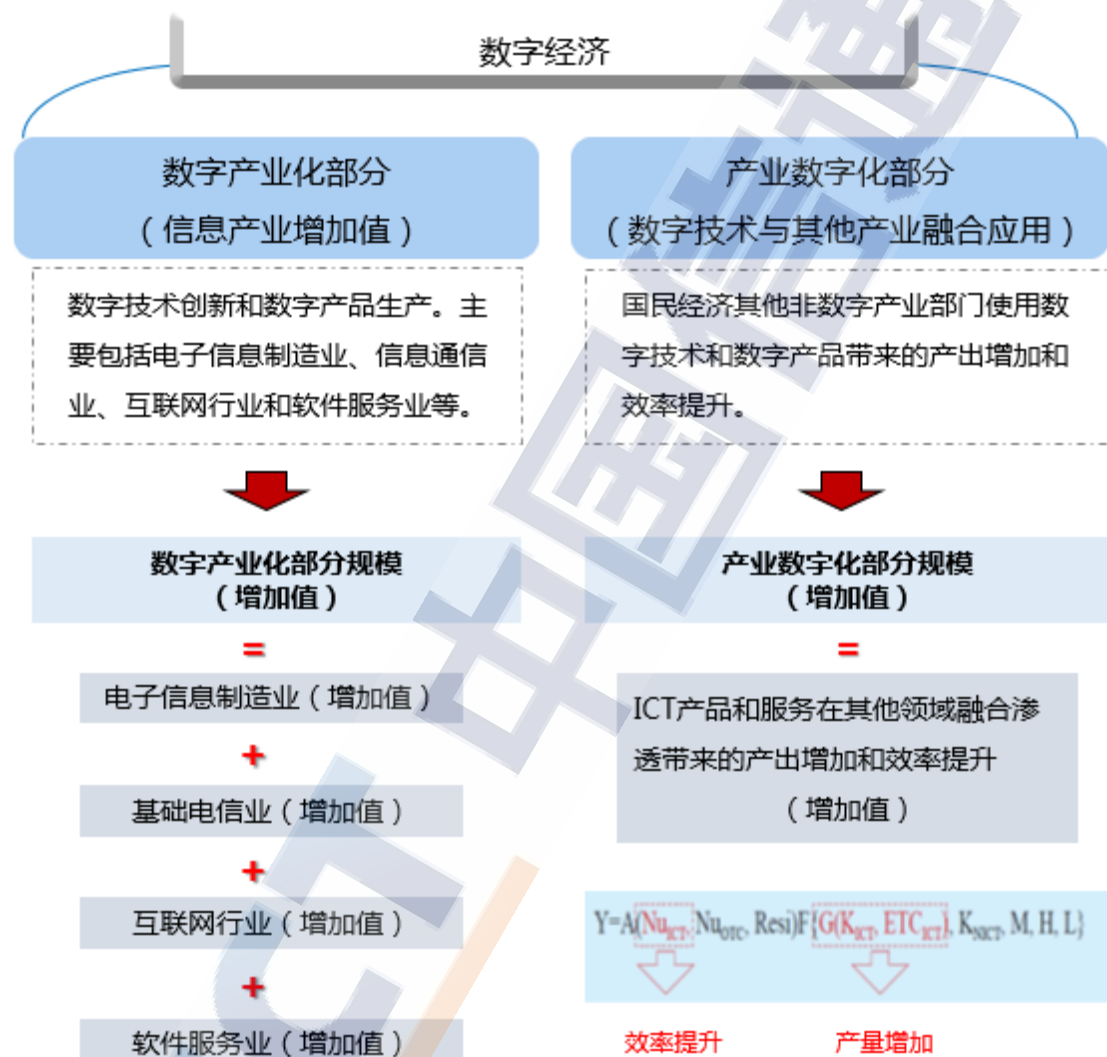 数字经济
数字产业化部分
（信息产业增加值）
数字技术创新和数字产品生产。主
要包括电子信息制造业、信息通信
业、互联网行业和软件服务业等。
数字产业化部分规模
（增加值）
=
电子信息制造业（增加值）
+
基础电信业（增加值）
+
互联网行业（增加值）
+
软件服务业（增加值）
产业数字化部分
（数字技术与其他产业融合应用）
国民经济其他非数字产业部门使用数
字技术和数字产品带来的产出增加和
效率提升。
产业数字化部分规模
（增加值）
=
ICT产品和服务在其他领域融合渗
透带来的产出增加和效率提升
（增加值）
Y=A(Nu_ICT, Nu_OTC, Resi)F{G(K_ICT, ETC_ICT), K_NICT, M, H, L}
效率提升 产量增加
CT 中国信通